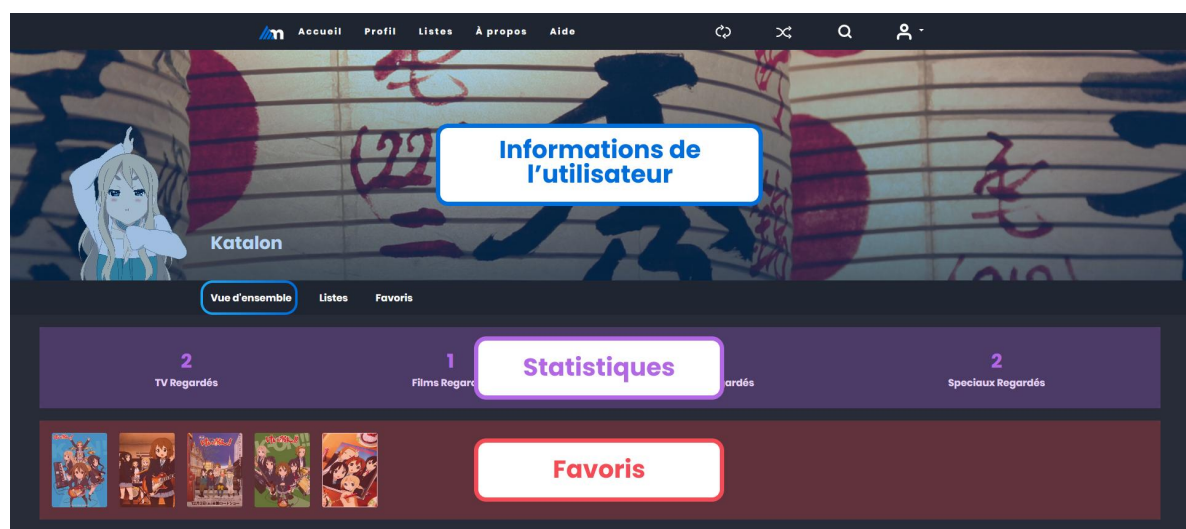 m Accueil Profil Listes À propos Aide
Informations de
l'utilisateur
(22
Katalon
Vue d'ensemble Listes Favoris
2 1 2
TV Regardés Films Regar ardés Speciaux Regardés
Statistiques
Favoris